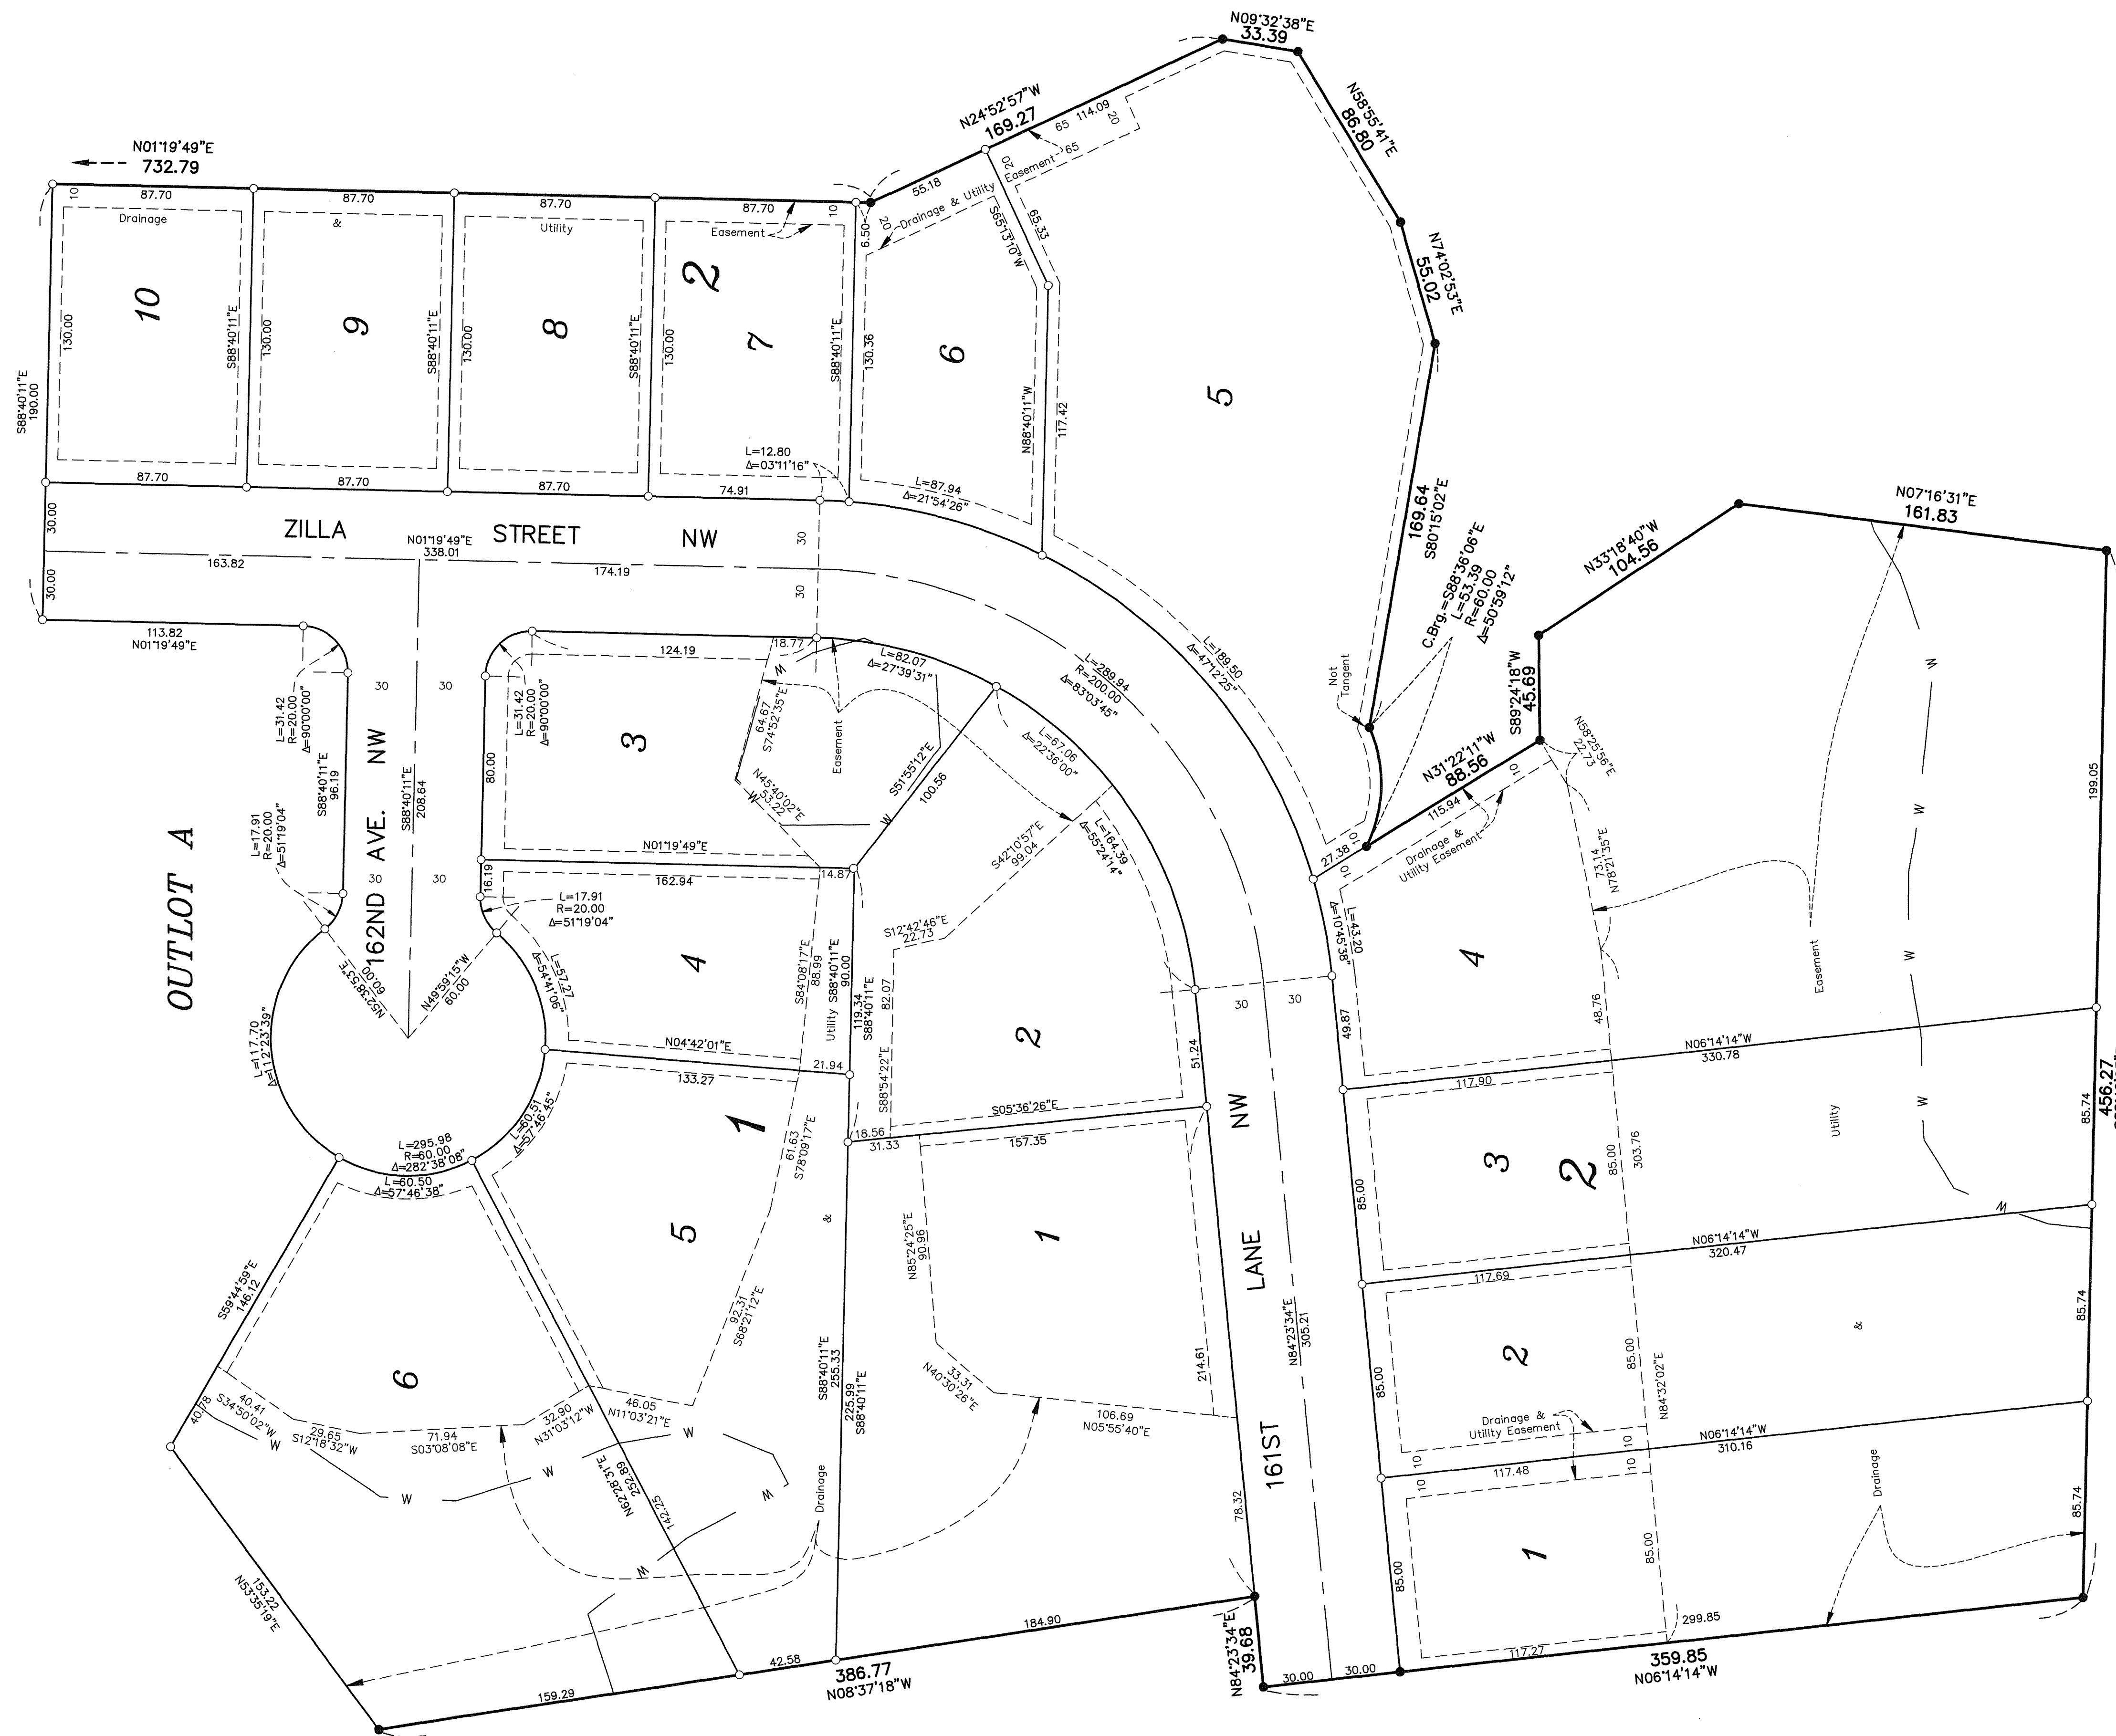 N09°32'38"E
33.39
N24°52'57"W
169.27
65
114.09
20
N58°55'41"E
86.80
N01°19'49"E
732.79
55.18
20
Easement
65
Drainage & Utility
20
S65°13'10"W
65.33
N74°02'53"E
55.02
10
87.70
87.70
87.70
87.70
10
6.50
Drainage
&
Utility
Easement
2
10
9
8
7
6
5
S88°40'11"E
190.00
130.00
S88°40'11"E
130.00
S88°40'11"E
130.00
S88°40'11"E
130.00
S88°40'11"E
130.36
N88°40'11"W
117.42
L=12.80
Δ=03°11'16"
L=87.94
Δ=21°54'26"
87.70
87.70
87.70
74.91
30.00
30.00
ZILLA STREET NW
N01°19'49"E
338.01
163.82
174.19
30
30
169.64
S80°15'02"E
C.Brg.=S88°36'06"E
L=53.39
R=60.00
Δ=50°59'12"
N33°18'40"W
104.56
N07°16'31"E
161.83
113.82
N01°19'49"E
124.19
18.77
W
L=82.07
Δ=27°39'31"
L=289.94
R=200.00
Δ=83°03'45"
L=189.50
Δ=47°12'25"
Not
Tangent
S89°24'18"W
45.69
N31°22'11"W
88.56
N58°25'56"E
22.73
10
W
L=31.42
R=20.00
Δ=90°00'00"
30
30
L=31.42
R=20.00
Δ=90°00'00"
3
64.67
S74°52'35"E
Easement
L=67.06
Δ=22°36'00"
S51°55'12"E
100.56
N45°40'02"E
53.22
W
W
S88°40'11"E
96.19
162ND AVE. NW
S88°40'11"E
208.64
80.00
N01°19'49"E
115.94
Drainage &
Utility Easement
27.38
10
10
W
199.05
OUTLOT A
L=17.91
R=20.00
Δ=51°19'04"
30
30
16.19
L=17.91
R=20.00
Δ=51°19'04"
162.94
14.87
S42°10'57"E
99.04
L=164.39
Δ=55°24'14"
L=43.20
Δ=10°45'38"
73.14
N78°21'35"E
S12°42'46"E
22.73
W
Easement
N52°38'53"E
60.00
N49°59'15"W
60.00
L=57.27
Δ=54°41'06"
4
S84°08'17"E
88.99
Utility
S88°40'11"E
90.00
119.34
S88°40'11"E
82.07
S88°54'22"E
2
30
30
4
49.87
48.76
N06°14'14"W
330.78
L=117.70
Δ=112°23'39"
N04°42'01"E
21.94
133.27
51.24
117.90
NW
S05°36'26"E
18.56
31.33
157.35
1
61.63
S78°09'17"E
L=60.51
Δ=57°46'45"
L=295.98
R=60.00
Δ=282°38'08"
L=60.50
Δ=57°46'38"
3
2
85.00
303.76
Utility
W
85.74
456.27
S59°44'59"E
146.12
5
&
N85°24'25"E
90.96
1
LANE
85.00
N06°14'14"W
320.47
W
117.69
92.31
S68°21'12"E
S88°40'11"E
255.33
225.99
S88°40'11"E
33.31
N40°30'26"E
214.61
N84°23'34"E
305.21
2
85.00
85.00
N84°32'02"E
&
85.74
6
40.78
40.41
S34°50'02"W
29.65
S12°18'32"W
71.94
S03°08'08"E
32.90
N31°03'12"W
46.05
N11°03'21"E
106.69
N05°55'40"E
161ST
Drainage &
Utility Easement
10
10
10
10
117.48
N06°14'14"W
310.16
W
W
W
W
W
W
N62°28'31"E
252.89
142.25
Drainage
78.32
1
85.00
85.00
Drainage
85.74
153.22
N53°35'19"E
184.90
N84°23'34"E
39.68
30.00
30.00
117.27
299.85
359.85
N06°14'14"W
159.29
42.58
386.77
N08°37'18"W